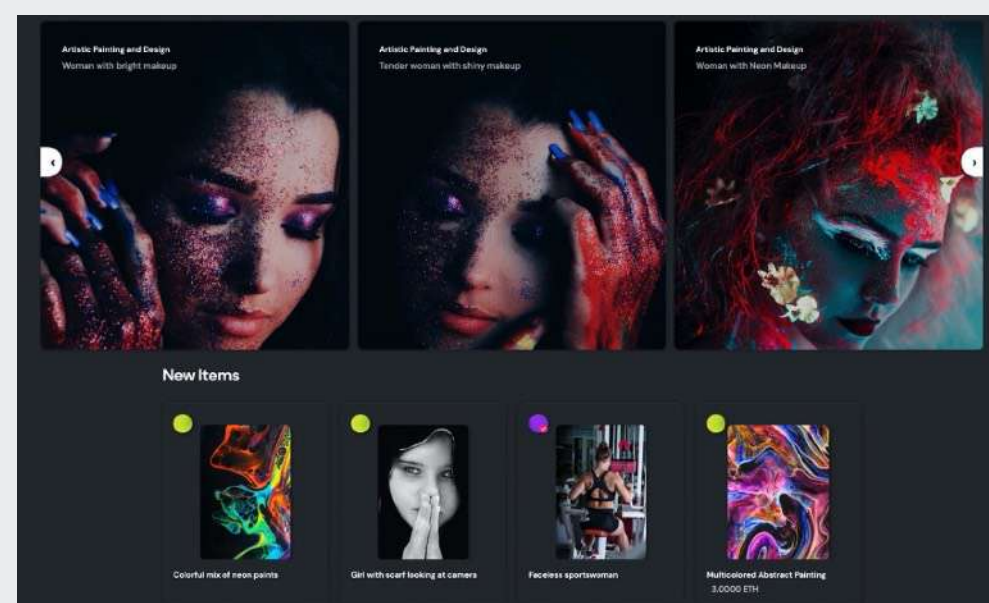 Artistic Painting and Design
Woman with bright makeup
Artistic Painting and Design
Tender woman with shiny makeup
Artistic Painting and Design
Woman with Neon Makeup
New Items
Colorful mix of neon paints
Girl with scarf looking at camera
Faceless sportswoman
Multicolored Abstract Painting
3.0000 ETH